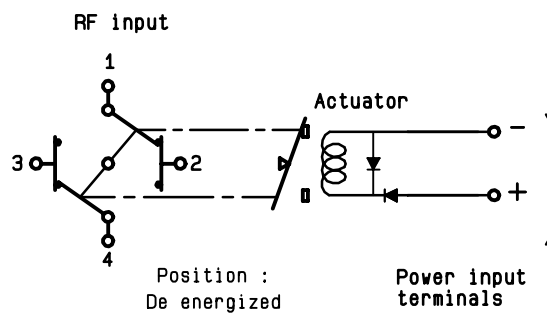 RF input
1
Actuator
-
3
2
+
4
Position :
De energized
Power input
terminals